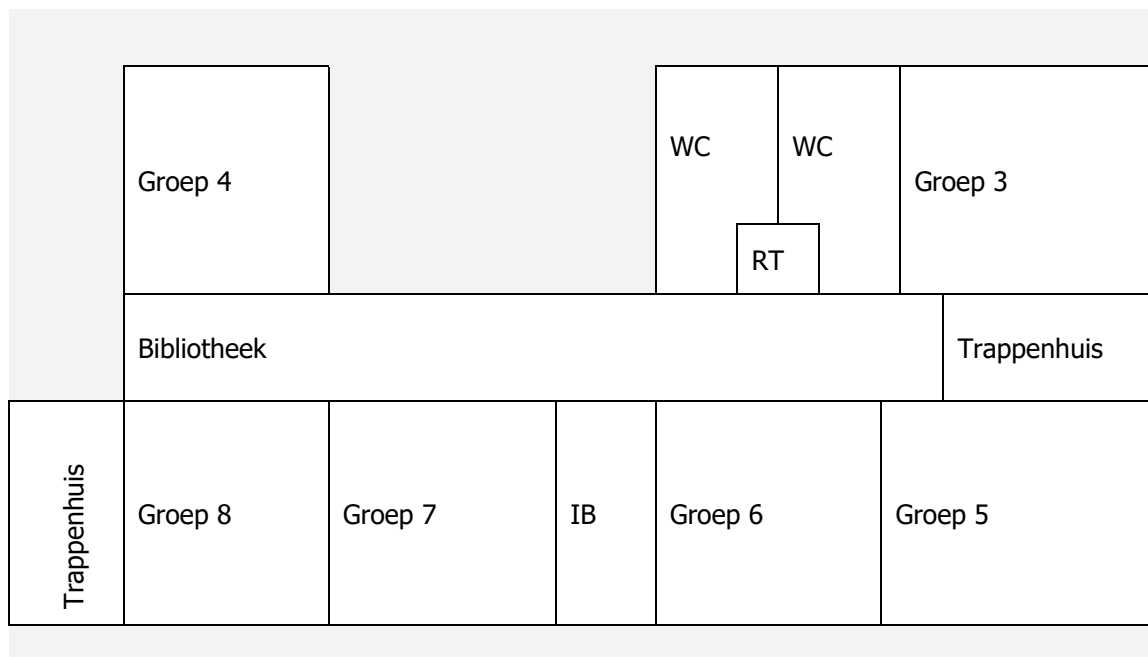 WC
WC
Groep 4
Groep 3
RT
Bibliotheek
Trappenhuis
Trappenhuis
Groep 8
Groep 7
IB
Groep 6
Groep 5